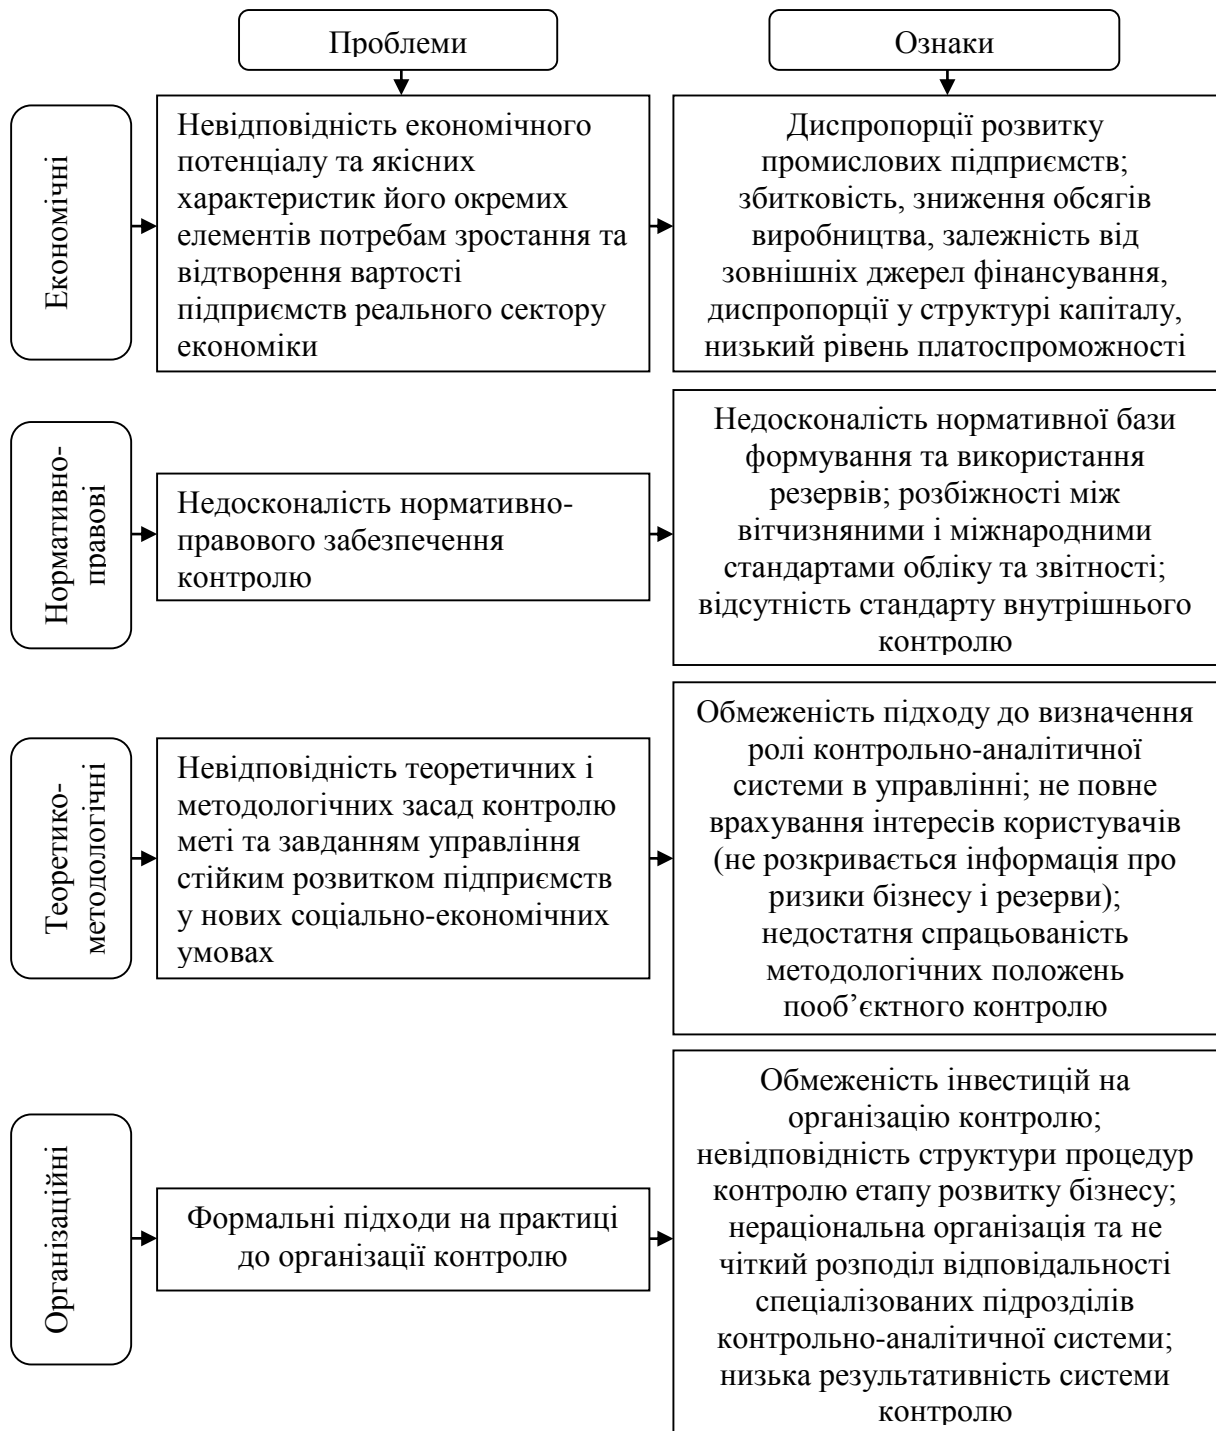 Проблеми
Ознаки
Економічні
Невідповідність економічного
потенціалу та якісних
характеристик його окремих
елементів потребам зростання та
відтворення вартості
підприємств реального сектору
економіки
Диспропорції розвитку
промислових підприємств;
збитковість, зниження обсягів
виробництва, залежність від
зовнішніх джерел фінансування,
диспропорції у структурі капіталу,
низький рівень платоспроможності
Нормативно-
правові
Недосконалість нормативно-
правового забезпечення
контролю
Недосконалість нормативної бази
формування та використання
резервів; розбіжності між
вітчизняними і міжнародними
стандартами обліку та звітності;
відсутність стандарту внутрішнього
контролю
Теоретико-
методологічні
Невідповідність теоретичних і
методологічних засад контролю
меті та завданням управління
стійким розвитком підприємств
у нових соціально-економічних
умовах
Обмеженість підходу до визначення
ролі контрольно-аналітичної
системи в управлінні; не повне
врахування інтересів користувачів
(не розкривається інформація про
ризики бізнесу і резерви);
недостатня спрацьованість
методологічних положень
пооб’єктного контролю
Організаційні
Формальні підходи на практиці
до організації контролю
Обмеженість інвестицій на
організацію контролю;
невідповідність структури процедур
контролю етапу розвитку бізнесу;
нераціональна організація та не
чіткий розподіл відповідальності
спеціалізованих підрозділів
контрольно-аналітичної системи;
низька результативність системи
контролю